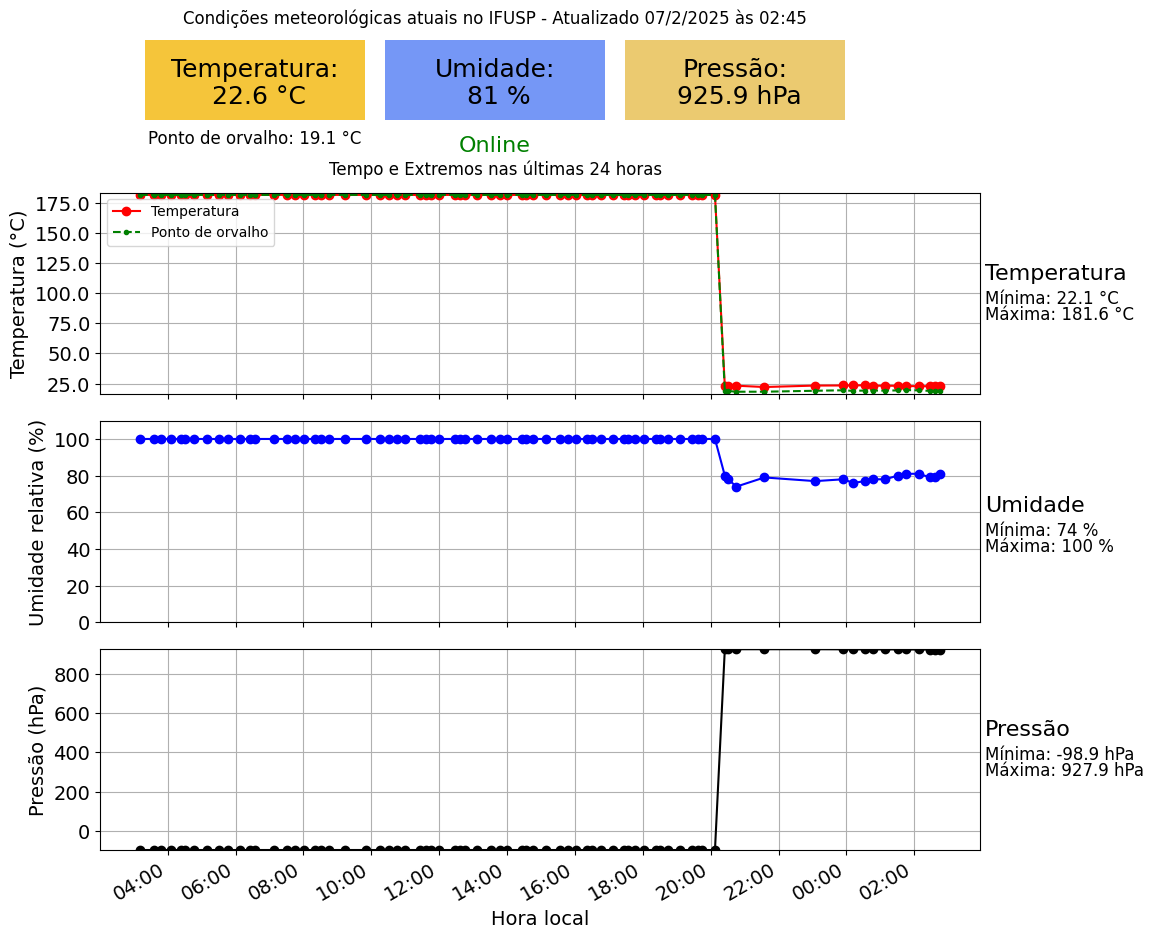 Condições meteorológicas atuais no IFUSP - Atualizado 07/2/2025 às 02:45
Temperatura:
22.6 °C
Umidade:
81 %
Pressão:
925.9 hPa
Ponto de orvalho: 19.1 °C
Online
Tempo e Extremos nas últimas 24 horas
Temperatura (°C)
175.0
150.0
125.0
100.0
75.0
50.0
25.0
Temperatura
Ponto de orvalho
Temperatura
Mínima: 22.1 °C
Máxima: 181.6 °C
Umidade relativa (%)
100
80
60
40
20
0
Umidade
Mínima: 74 %
Máxima: 100 %
Pressão (hPa)
800
600
400
200
0
Pressão
Mínima: -98.9 hPa
Máxima: 927.9 hPa
04:00
06:00
08:00
10:00
12:00
14:00
16:00
18:00
20:00
22:00
00:00
02:00
Hora local